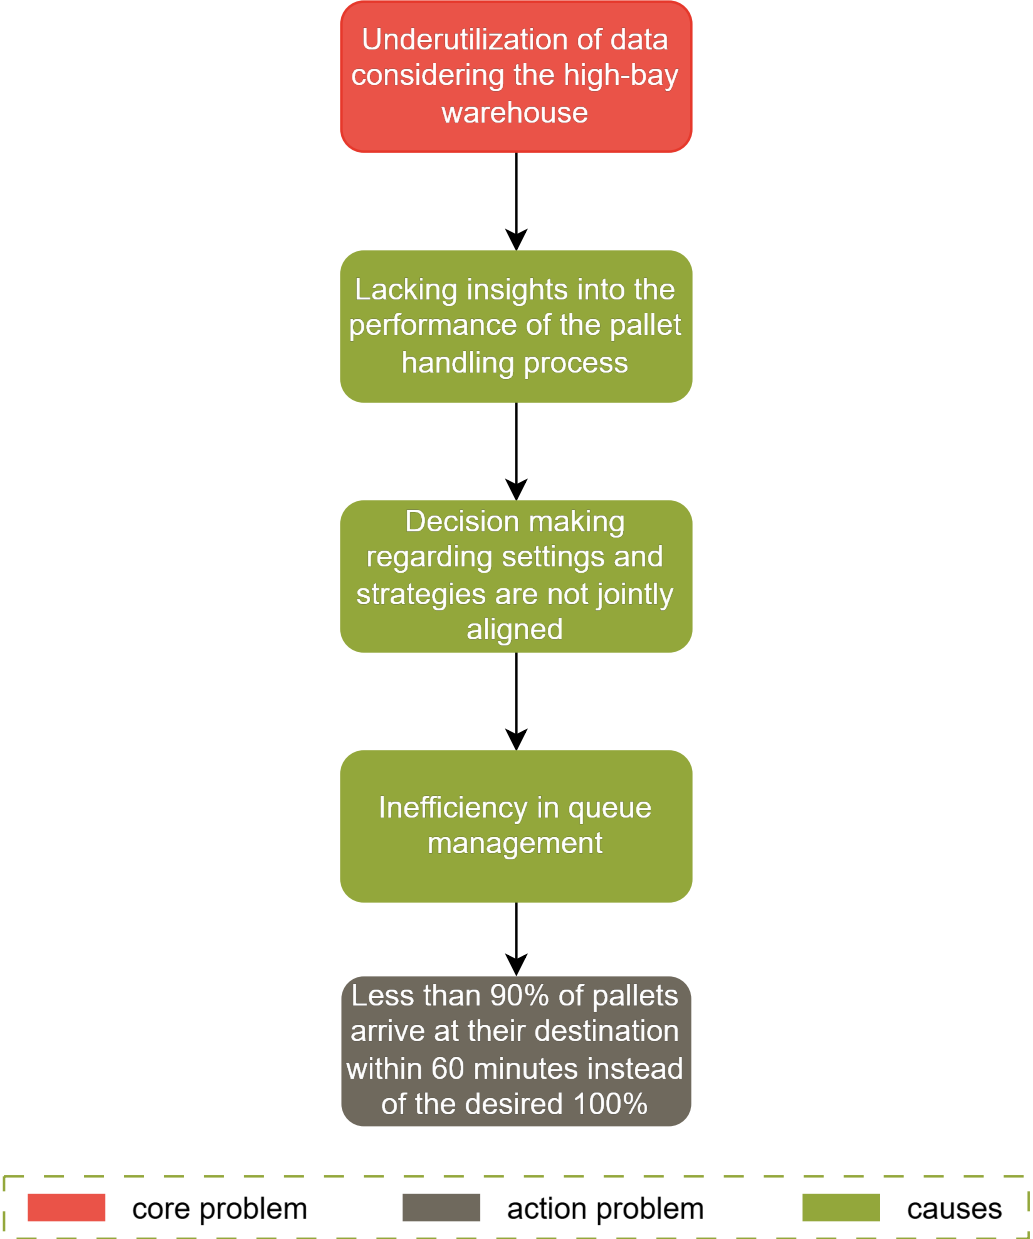 Underutilization of data
considering the high-bay
warehouse
Lacking insights into the
performance of the pallet
handling process
Decision making
regarding settings and
strategies are not jointly
aligned
Inefficiency in queue
management
Less than 90% of pallets
arrive at their destination
within 60 minutes instead
of the desired 100%
core problem
action problem
causes